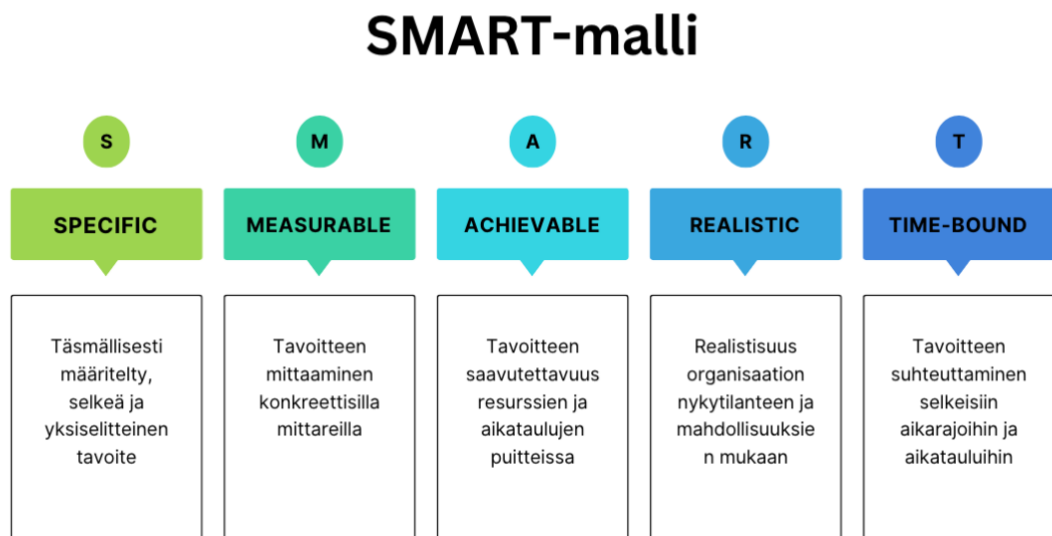 SMART-malli
S
SPECIFIC
Täsmällisesti
määritelty,
selkeä ja
yksiselitteinen
tavoite
M
MEASURABLE
Tavoitteen
mittaaminen
konkreettisilla
mittareilla
A
ACHIEVABLE
Tavoitteen
saavutettavuus
resurssien ja
aikataulujen
puitteissa
R
REALISTIC
Realistisuus
organisaation
nykytilanteen ja
mahdollisuuksie
n mukaan
T
TIME-BOUND
Tavoitteen
suhteuttaminen
selkeisiin
aikarajoihin ja
aikatauluihin